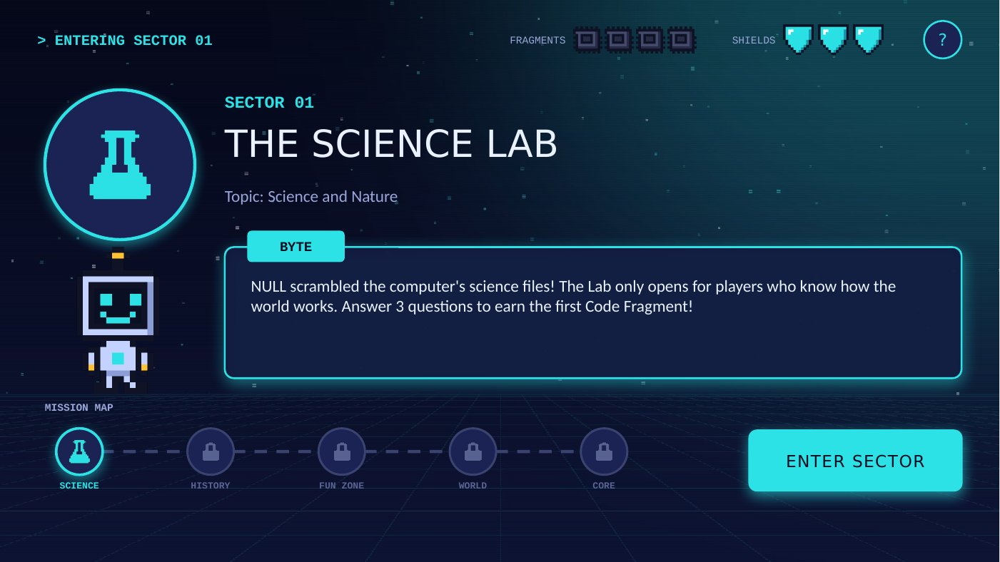 > ENTERING SECTOR 01
FRAGMENTS
SHIELDS
?
SECTOR 01
THE SCIENCE LAB
Topic: Science and Nature
BYTE
NULL scrambled the computer's science files! The Lab only opens for players who know how the
world works. Answer 3 questions to earn the first Code Fragment!
MISSION MAP
SCIENCE
HISTORY
FUN ZONE
WORLD
CORE
ENTER SECTOR